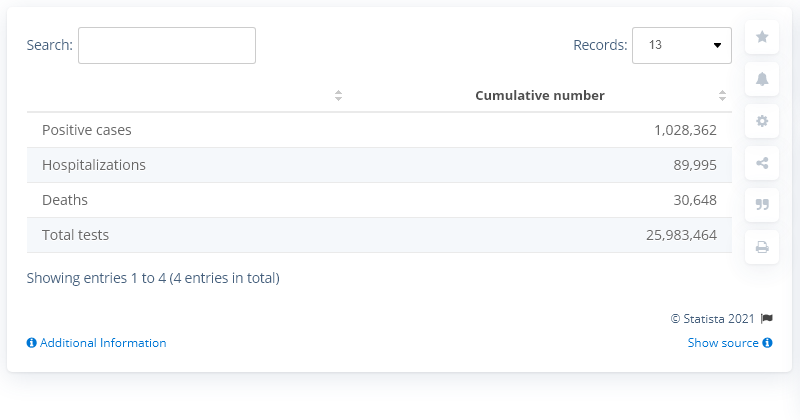 Search:
Records: 13
Cumulative number
Positive cases 1,028,362
Hospitalizations 89,995
Deaths 30,648
Total tests 25,983,464
Showing entries 1 to 4 (4 entries in total)
© Statista 2021
Additional Information Show source